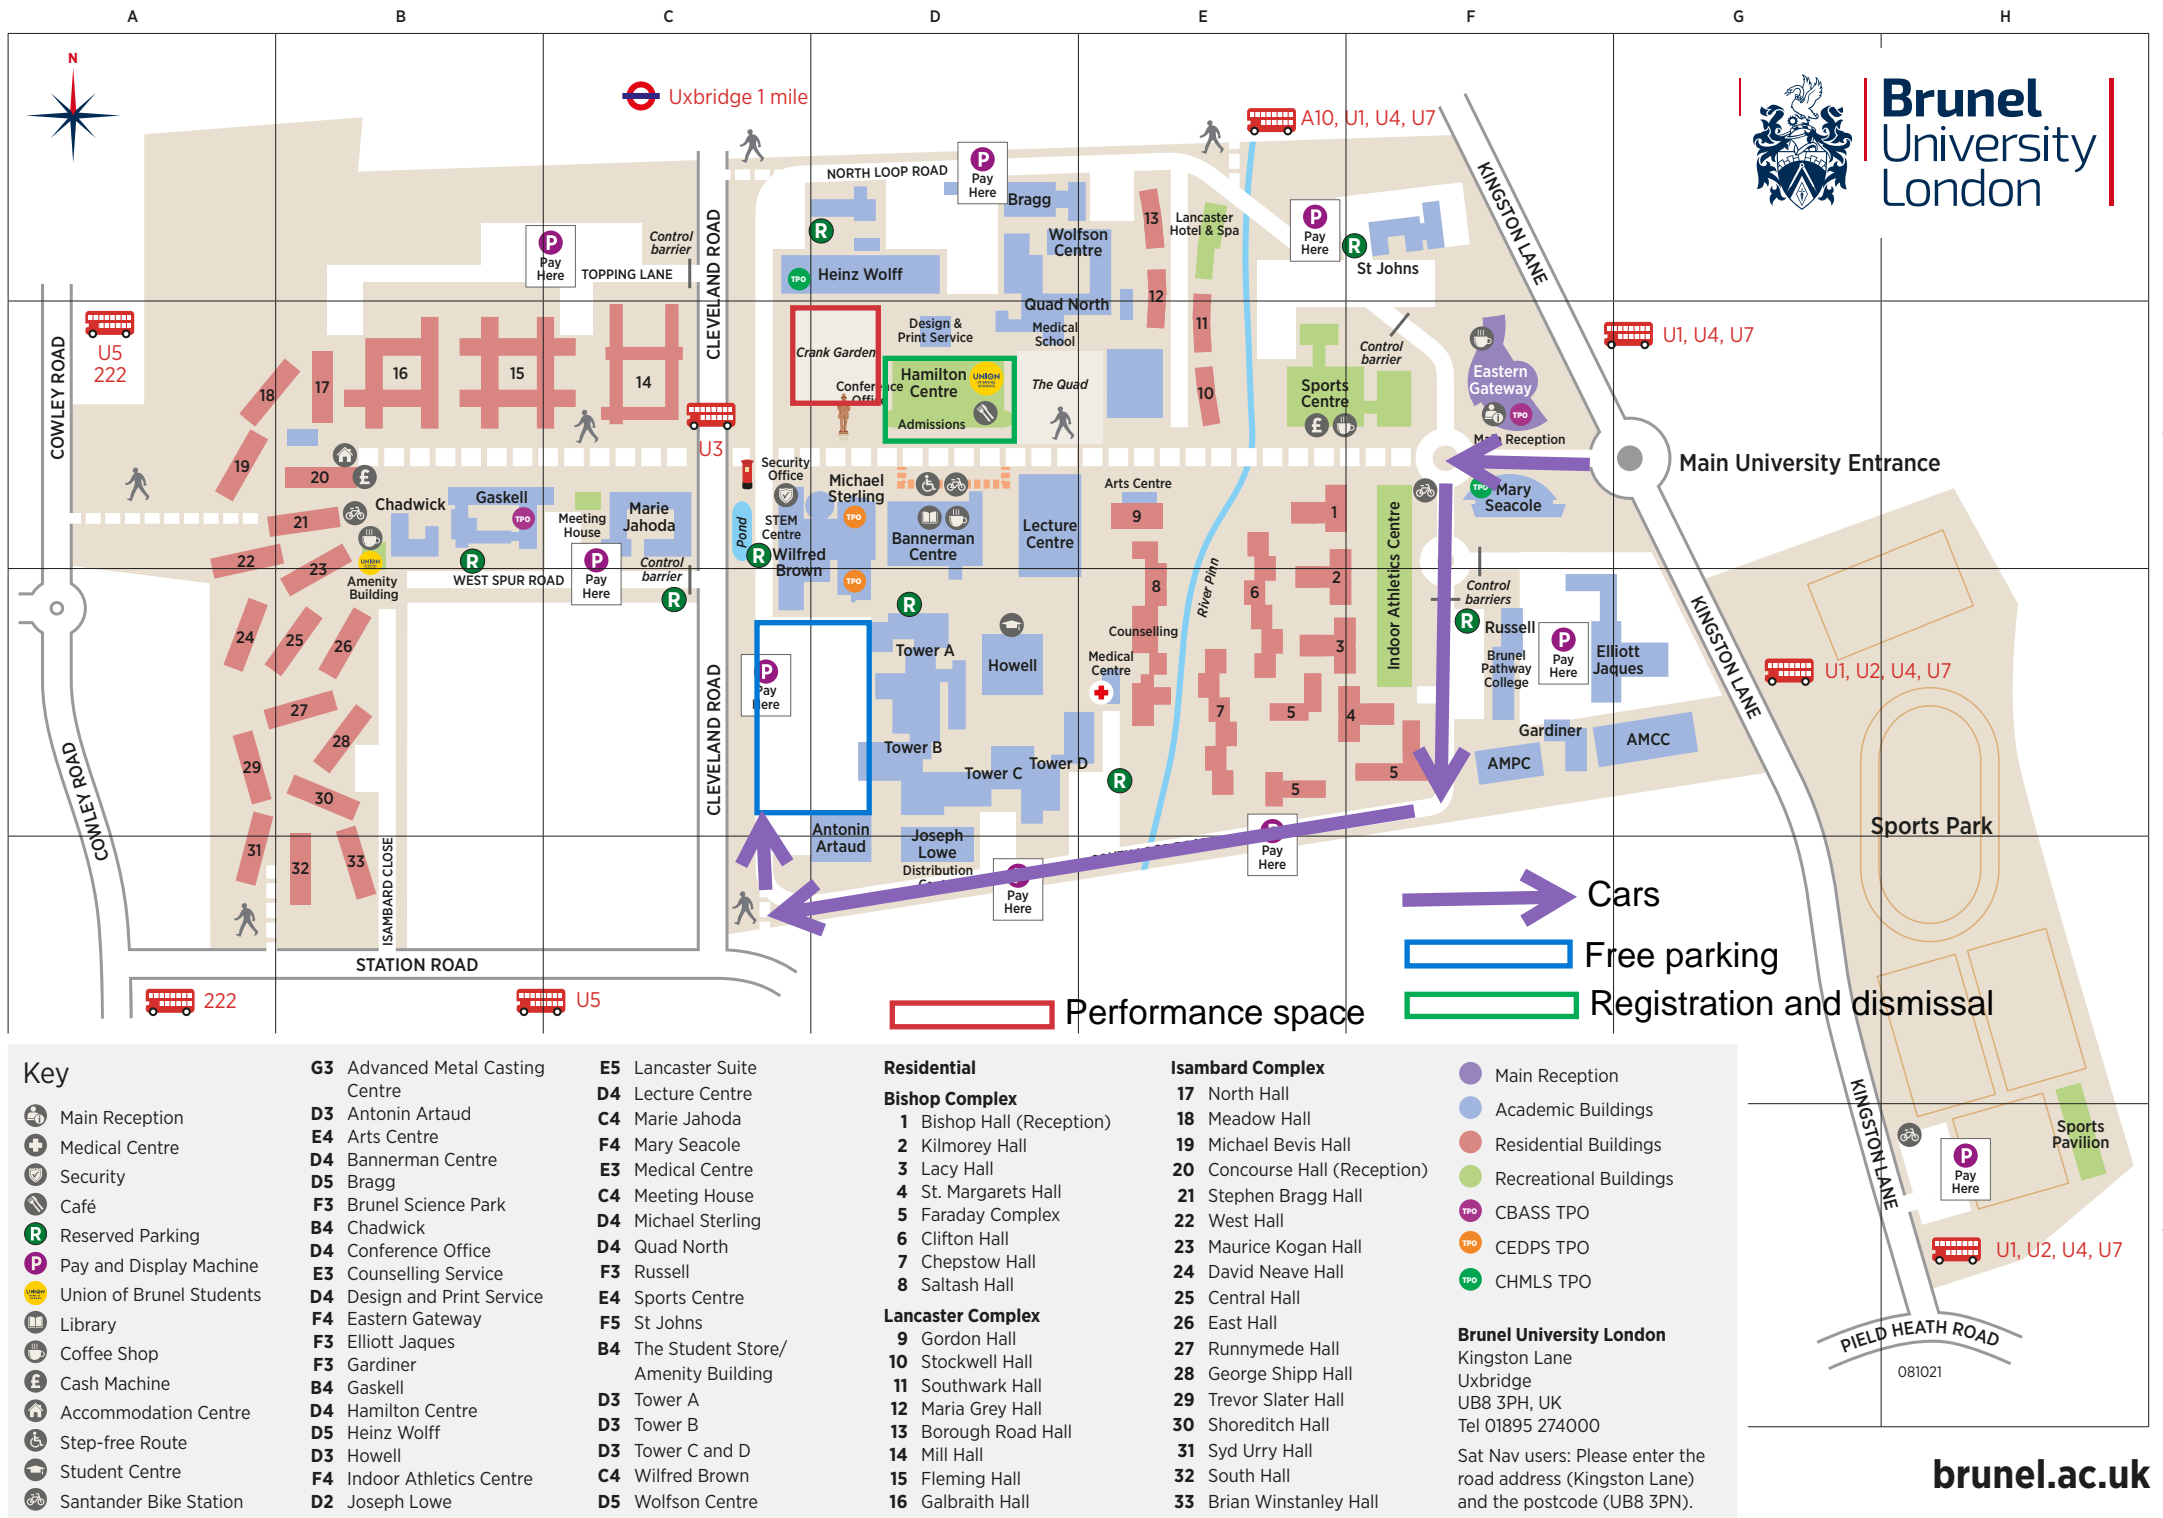 A B C D E F G H
N
Uxbridge 1 mile
A10, U1, U4, U7
Brunel
University
London
NORTH LOOP ROAD
P
Pay
Here
Bragg
KINGSTON LANE
13
Lancaster
Hotel & Spa
P
Pay
Here
R
St Johns
R
Wolfson
Centre
Control
barrier
P
Pay
Here
TOPPING LANE
CLEVELAND ROAD
TPO
Heinz Wolff
12
Quad North
COWLEY ROAD
U5
222
U1, U4, U7
11
Design &
Print Service
Medical
School
Crank Garden
Control
barrier
18
17
16
15
14
Conference
Office
Hamilton
Centre
UNION
The Quad
10
Sports
Centre
£
Eastern
Gateway
TPO
Admissions
U3
Main Reception
Main University Entrance
19
20
£
Security
Office
Michael
Sterling
TPO
Arts Centre
TPO
Mary
Seacole
Chadwick
Gaskell
TPO
Meeting
House
Marie
Jahoda
Pond
STEM
Centre
R
Wilfred
Brown
Bannerman
Centre
Lecture
Centre
9
1
21
22
23
UNION
Amenity
Building
R
WEST SPUR ROAD
P
Pay
Here
Control
barrier
R
TPO
R
8
River Pinn
6
2
Indoor Athletics Centre
Control
barriers
R
Russell
P
Pay
Here
Elliott
Jaques
KINGSTON LANE
24
25
26
Tower A
Howell
Counselling
3
Brunel
Pathway
College
Medical
Centre
U1, U2, U4, U7
P
Pay
Here
CLEVELAND ROAD
27
28
7
5
4
Gardiner
AMCC
COWLEY ROAD
29
30
Tower B
Tower C
Tower D
R
5
5
AMPC
31
32
33
ISAMBARD CLOSE
Antonin
Artaud
Joseph
Lowe
Distribution
P
Pay
Here
Pay
Here
Sports Park
Cars
Free parking
STATION ROAD
222
U5
Performance space
Registration and dismissal
KINGSTON LANE
P
Pay
Here
Sports
Pavilion
U1, U2, U4, U7
PIELD HEATH ROAD
081021
Key
Main Reception
Medical Centre
Security
Café
R Reserved Parking
P Pay and Display Machine
UNION Union of Brunel Students
Library
Coffee Shop
£ Cash Machine
Accommodation Centre
Step-free Route
Student Centre
Santander Bike Station
G3 Advanced Metal Casting
Centre
D3 Antonin Artaud
E4 Arts Centre
D4 Bannerman Centre
D5 Bragg
F3 Brunel Science Park
B4 Chadwick
D4 Conference Office
E3 Counselling Service
D4 Design and Print Service
F4 Eastern Gateway
F3 Elliott Jaques
F3 Gardiner
B4 Gaskell
D4 Hamilton Centre
D5 Heinz Wolff
D3 Howell
F4 Indoor Athletics Centre
D2 Joseph Lowe
E5 Lancaster Suite
D4 Lecture Centre
C4 Marie Jahoda
F4 Mary Seacole
E3 Medical Centre
C4 Meeting House
D4 Michael Sterling
D4 Quad North
F3 Russell
E4 Sports Centre
F5 St Johns
B4 The Student Store/
Amenity Building
D3 Tower A
D3 Tower B
D3 Tower C and D
C4 Wilfred Brown
D5 Wolfson Centre
Residential
Bishop Complex
1 Bishop Hall (Reception)
2 Kilmorey Hall
3 Lacy Hall
4 St. Margarets Hall
5 Faraday Complex
6 Clifton Hall
7 Chepstow Hall
8 Saltash Hall
Lancaster Complex
9 Gordon Hall
10 Stockwell Hall
11 Southwark Hall
12 Maria Grey Hall
13 Borough Road Hall
14 Mill Hall
15 Fleming Hall
16 Galbraith Hall
Isambard Complex
17 North Hall
18 Meadow Hall
19 Michael Bevis Hall
20 Concourse Hall (Reception)
21 Stephen Bragg Hall
22 West Hall
23 Maurice Kogan Hall
24 David Neave Hall
25 Central Hall
26 East Hall
27 Runnymede Hall
28 George Shipp Hall
29 Trevor Slater Hall
30 Shoreditch Hall
31 Syd Urry Hall
32 South Hall
33 Brian Winstanley Hall
Main Reception
Academic Buildings
Residential Buildings
Recreational Buildings
TPO CBASS TPO
TPO CEDPS TPO
TPO CHMLS TPO
Brunel University London
Kingston Lane
Uxbridge
UB8 3PH, UK
Tel 01895 274000
Sat Nav users: Please enter the
road address (Kingston Lane)
and the postcode (UB8 3PN).
brunel.ac.uk